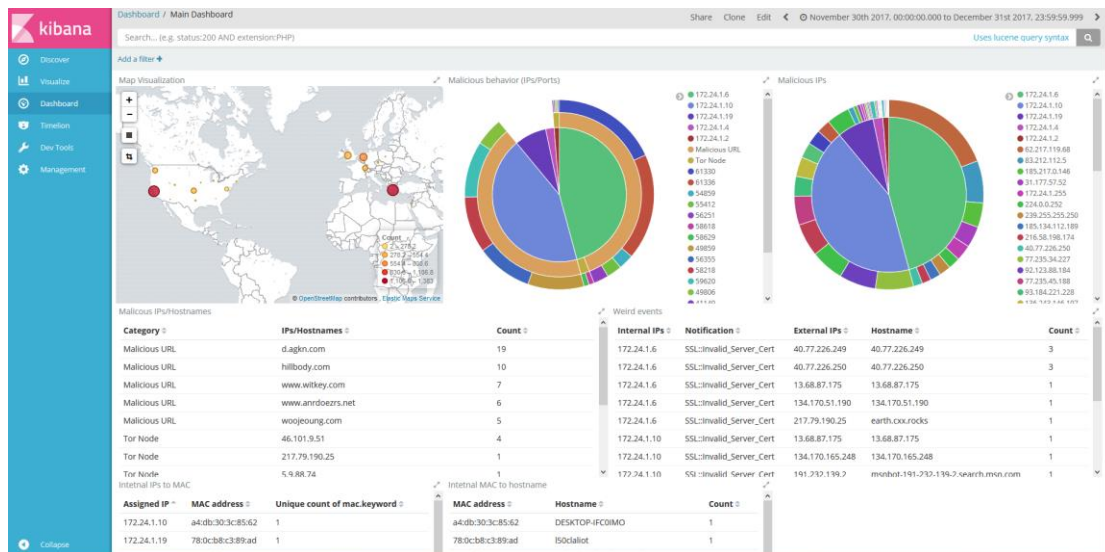 kibana
Discover
Visualize
Dashboard
Timelion
Dev Tools
Management
Collapse
Dashboard / Main Dashboard
Share Clone Edit November 30th 2017, 00:00:00.000 to December 31st 2017, 23:59:59.999
Search... (e.g. status:200 AND extension:PHP) Uses lucene query syntax
Add a filter +
Map Visualization
+
−
Count
© OpenStreetMap contributors , Elastic Maps Service
Malicious behavior (IPs/Ports)
172.24.1.6
172.24.1.10
172.24.1.19
172.24.1.4
172.24.1.2
Malicious URL
Tor Node
61330
61336
54859
55412
56251
58618
58629
49859
56355
58218
59620
49806
Malicious IPs
172.24.1.6
172.24.1.10
172.24.1.19
172.24.1.4
172.24.1.2
62.217.119.68
83.212.112.5
185.217.0.146
31.177.57.52
172.24.1.255
224.0.0.252
239.255.255.250
185.134.112.189
216.58.198.174
40.77.226.250
77.235.34.227
92.123.88.184
77.235.45.188
93.184.221.228
Malicous IPs/Hostnames
Category IPs/Hostnames Count
Malicious URL d.agkn.com 19
Malicious URL hillbody.com 10
Malicious URL www.witkey.com 7
Malicious URL www.anrdoezrs.net 6
Malicious URL woojeoung.com 5
Tor Node 46.101.9.51 4
Tor Node 217.79.190.25 1
Tor Node 5.9.88.74 1
Weird events
Internal IPs Notification External IPs Hostname Count
172.24.1.6 SSL::Invalid_Server_Cert 40.77.226.249 40.77.226.249 3
172.24.1.6 SSL::Invalid_Server_Cert 40.77.226.250 40.77.226.250 3
172.24.1.6 SSL::Invalid_Server_Cert 13.68.87.175 13.68.87.175 1
172.24.1.6 SSL::Invalid_Server_Cert 134.170.51.190 134.170.51.190 1
172.24.1.6 SSL::Invalid_Server_Cert 217.79.190.25 earth.cxx.rocks 1
172.24.1.10 SSL::Invalid_Server_Cert 13.68.87.175 13.68.87.175 1
172.24.1.10 SSL::Invalid_Server_Cert 134.170.165.248 134.170.165.248 1
172.24.1.10 SSL::Invalid_Server_Cert 191.232.139.2 msnbot-191-232-139-2.search.msn.com 1
Intetnal IPs to MAC
Assigned IP MAC address Unique count of mac.keyword
172.24.1.10 a4:db:30:3c:85:62 1
172.24.1.19 78:0c:b8:c3:89:ad 1
Intetnal MAC to hostname
MAC address Hostname Count
a4:db:30:3c:85:62 DESKTOP-IFC0IMO 1
78:0c:b8:c3:89:ad 1